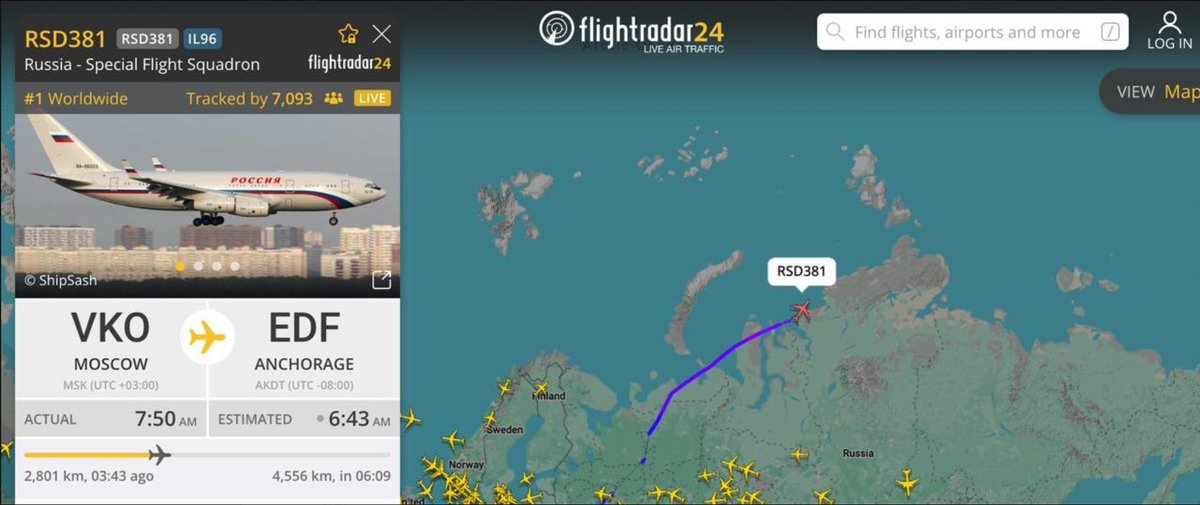 RSD381 RSD381 IL96
Russia - Special Flight Squadron
flightradar24
#1 Worldwide
Tracked by 7,093
LIVE
РОССИЯ
© ShipSash
VKO
MOSCOW
MSK (UTC +03:00)
EDF
ANCHORAGE
AKDT (UTC -08:00)
ACTUAL 7:50 AM
ESTIMATED 6:43 AM
2,801 km, 03:43 ago
4,556 km, in 06:09
flightradar24
LIVE AIR TRAFFIC
Find flights, airports and more /
LOG IN
VIEW Map
RSD381
Finland
Sweden
Norway
Russia